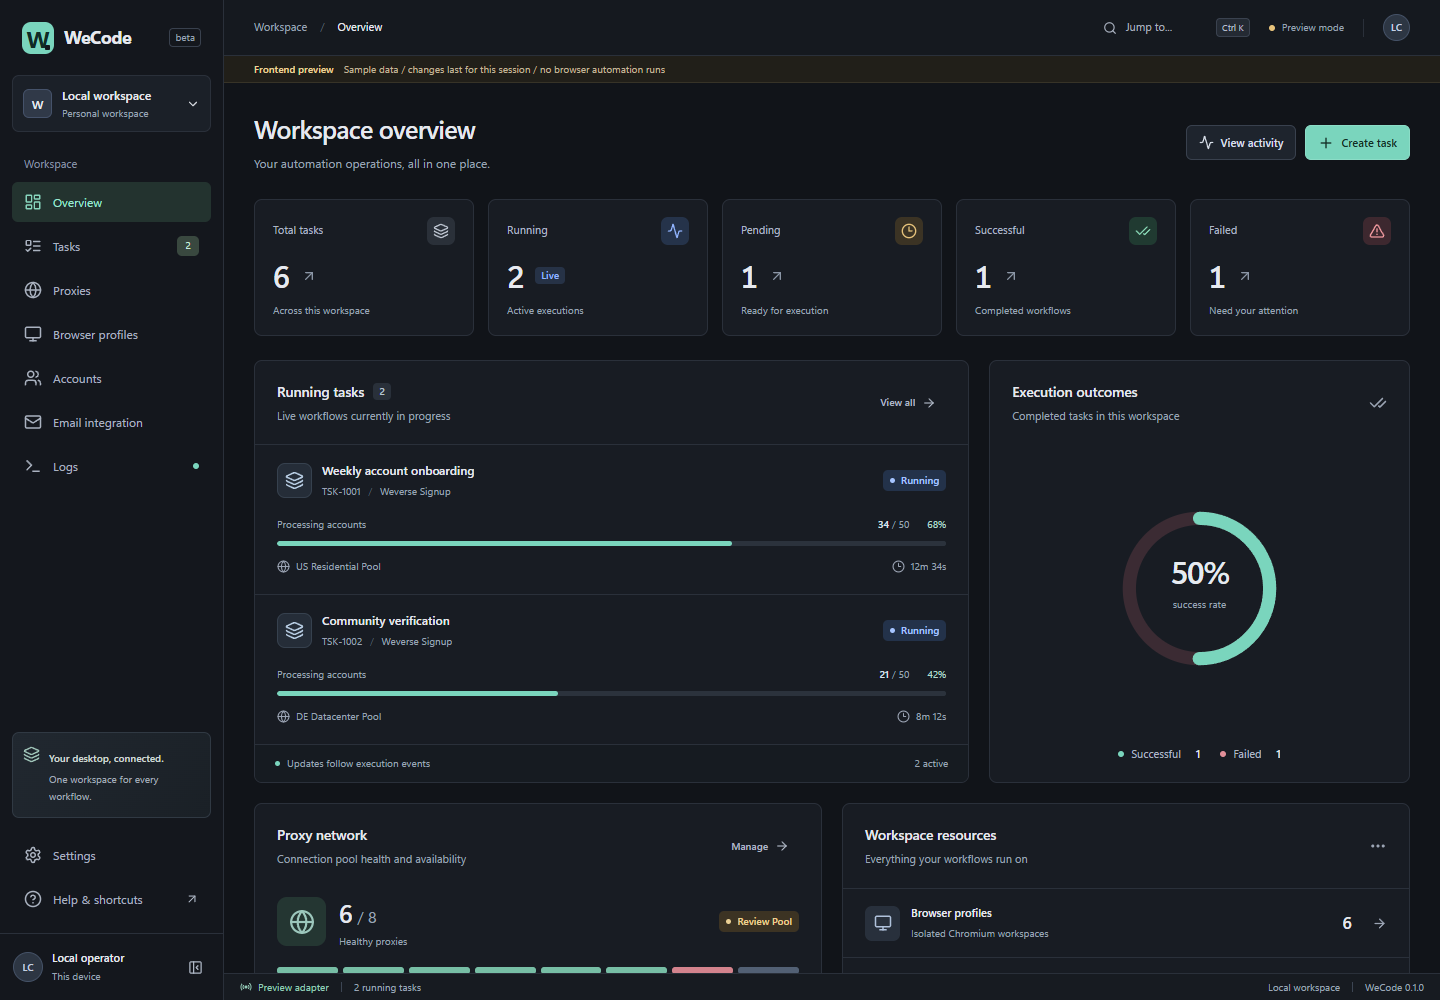 WeCode
beta
Local workspace
Personal workspace
Workspace
Overview
Tasks 2
Proxies
Browser profiles
Accounts
Email integration
Logs
Your desktop, connected.
One workspace for every
workflow.
Settings
Help & shortcuts
LC
Local operator
This device
Workspace / Overview
Jump to...
Ctrl K
Preview mode
LC
Frontend preview Sample data / changes last for this session / no browser automation runs
Workspace overview
Your automation operations, all in one place.
View activity
Create task
Total tasks
6
Across this workspace
Running
2 Live
Active executions
Pending
1
Ready for execution
Successful
1
Completed workflows
Failed
1
Need your attention
Running tasks 2
Live workflows currently in progress
View all
Weekly account onboarding
TSK-1001 / Weverse Signup
Running
Processing accounts 34 / 50 68%
US Residential Pool 12m 34s
Community verification
TSK-1002 / Weverse Signup
Running
Processing accounts 21 / 50 42%
DE Datacenter Pool 8m 12s
Updates follow execution events 2 active
Execution outcomes
Completed tasks in this workspace
50%
success rate
Successful 1 Failed 1
Proxy network
Connection pool health and availability
Manage
6 / 8
Healthy proxies
Review Pool
Workspace resources
Everything your workflows run on
Browser profiles
Isolated Chromium workspaces
6
Preview adapter 2 running tasks
Local workspace WeCode 0.1.0